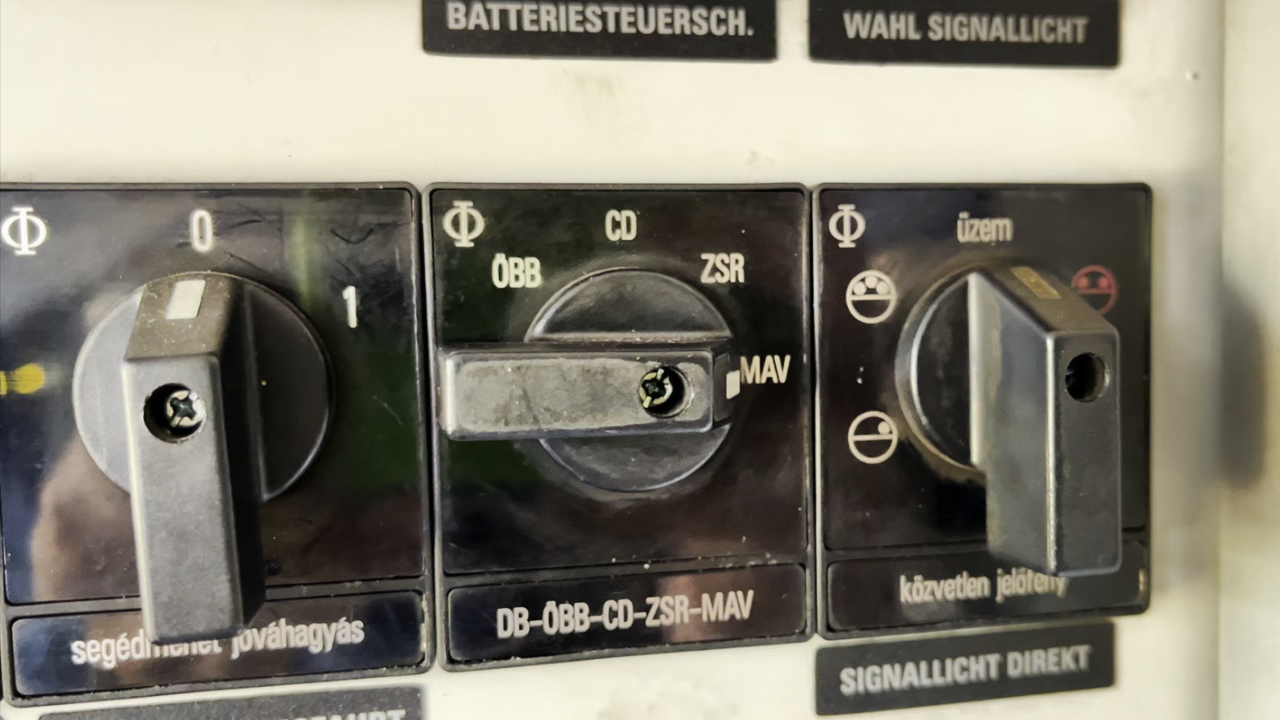 BATTERIESTEUERSCH.
WAHL SIGNALLICHT
Φ
0
1
Φ
CD
ÖBB
ZSR
MAV
Φ
üzem
segédmenet jóváhagyás
DB-ÖBB-CD-ZSR-MAV
közvetlen jelőfény
SIGNALLICHT DIREKT